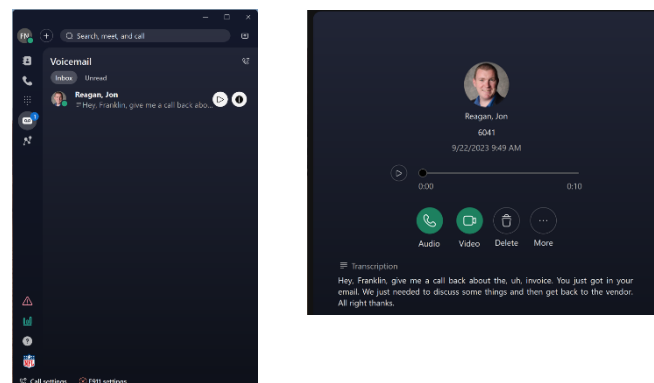 FN
Search, meet, and call
Voicemail
Inbox Unread
Reagan, Jon
Hey, Franklin, give me a call back abo...
1
Call settings E911 settings
Reagan, Jon
6041
9/22/2023 9:49 AM
0:00 0:10
Audio Video Delete More
Transcription
Hey, Franklin, give me a call back about the, uh, invoice. You just got in your
email. We just needed to discuss some things and then get back to the vendor.
All right thanks.